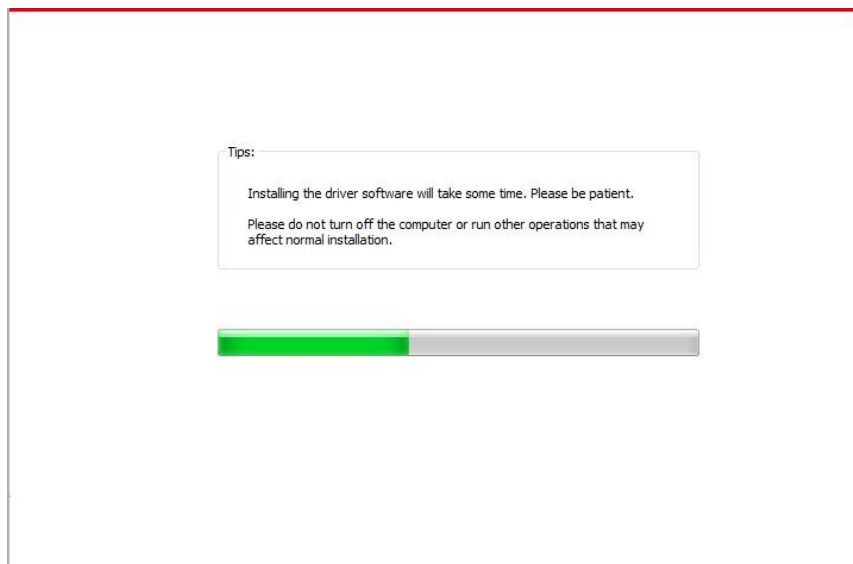 Tips:
Installing the driver software will take some time. Please be patient.
Please do not turn off the computer or run other operations that may
affect normal installation.